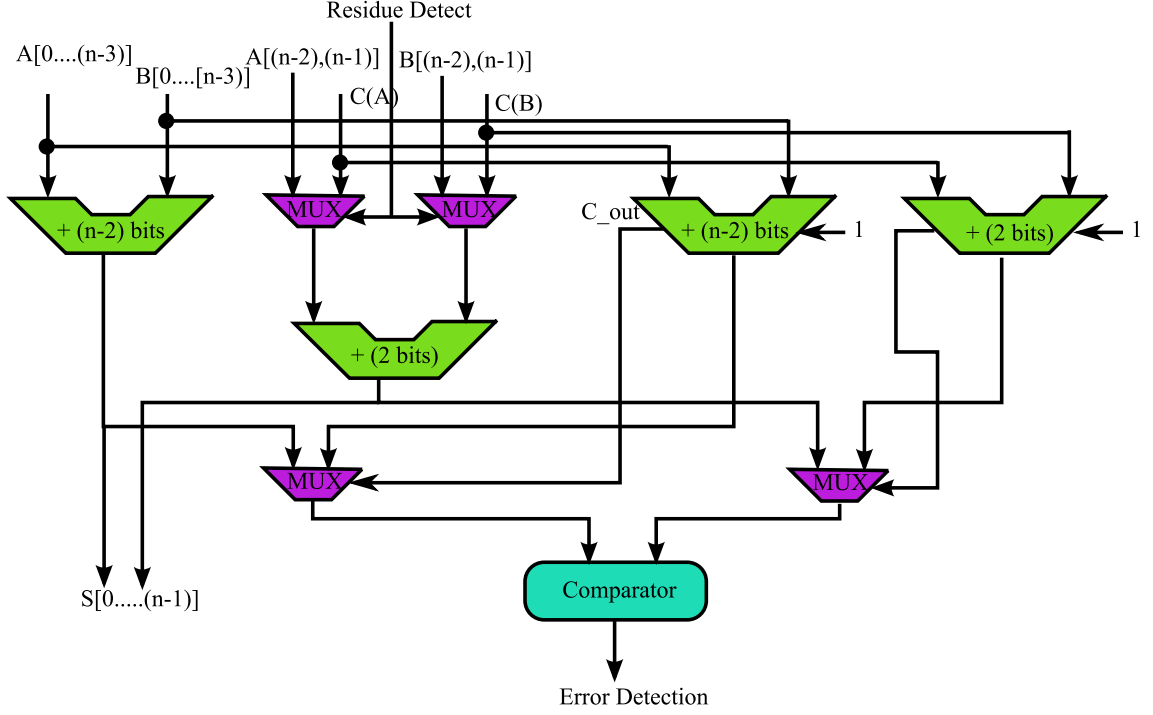 Residue Detect
A[0....(n-3)]
B[0....[n-3)]
A[(n-2),(n-1)]
B[(n-2),(n-1)]
C(A)
C(B)
+ (n-2) bits
MUX
MUX
C_out
+ (n-2) bits
1
+ (2 bits)
1
+ (2 bits)
MUX
MUX
Comparator
S[0.....(n-1)]
Error Detection